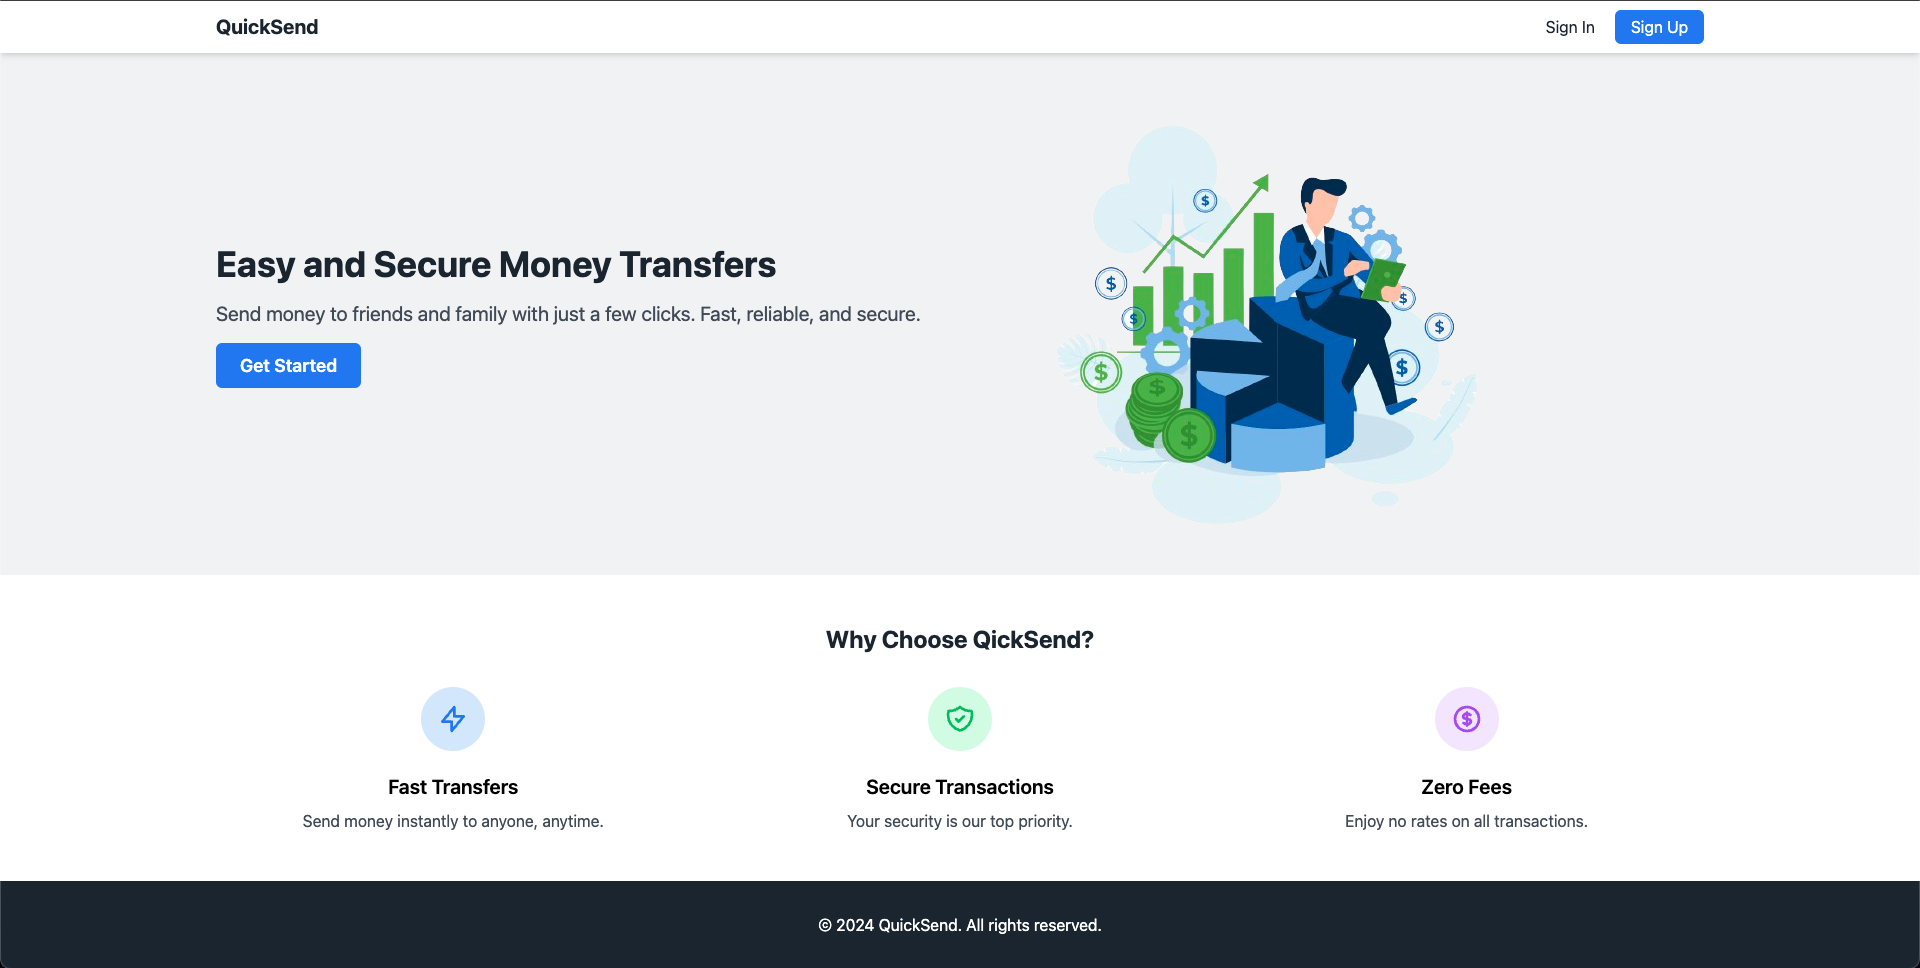 QuickSend
Sign In
Sign Up
Easy and Secure Money Transfers
Send money to friends and family with just a few clicks. Fast, reliable, and secure.
Get Started
$
$
$
$
$
$
$
$
$
Why Choose QickSend?
$
Fast Transfers
Secure Transactions
Zero Fees
Send money instantly to anyone, anytime.
Your security is our top priority.
Enjoy no rates on all transactions.
© 2024 QuickSend. All rights reserved.